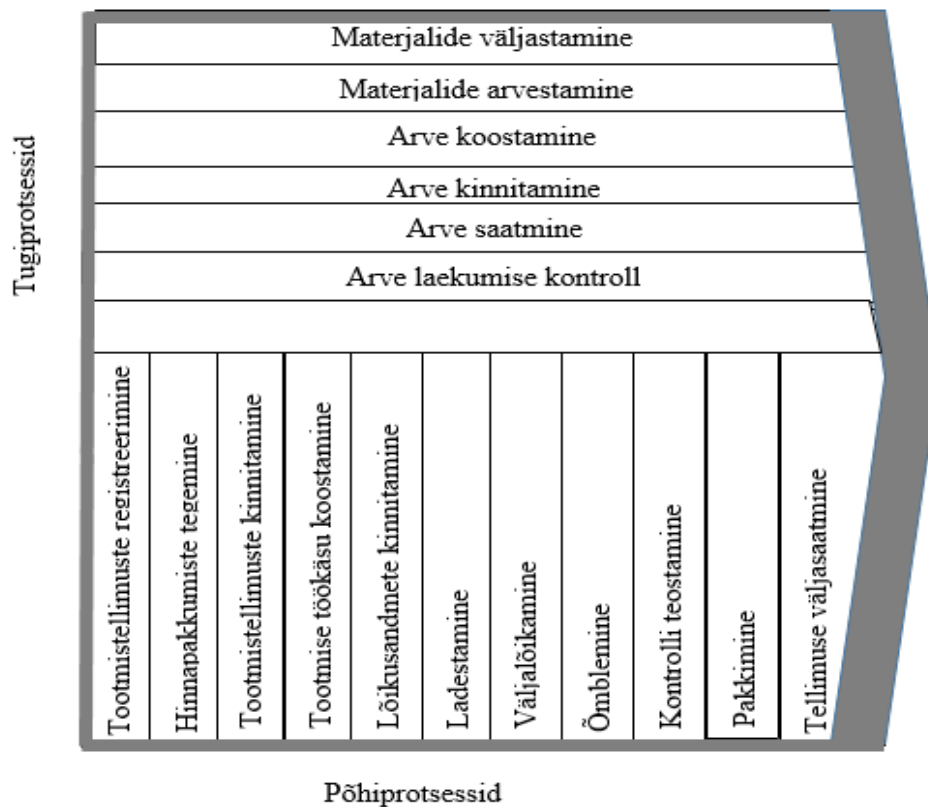 Tugiprotsessid
Materjalide väljastamine
Materjalide arvestamine
Arve koostamine
Arve kinnitamine
Arve saatmine
Arve laekumise kontroll
Tootmistellimuste registreerimine
Hinnapakkumiste tegemine
Tootmistellimuste kinnitamine
Tootmise töökäsu koostamine
Lõikusandmete kinnitamine
Ladestamine
Väljalõikamine
Õmblemine
Kontrolli teostamine
Pakkimine
Tellimuse väljasaatmine
Põhiprotsessid